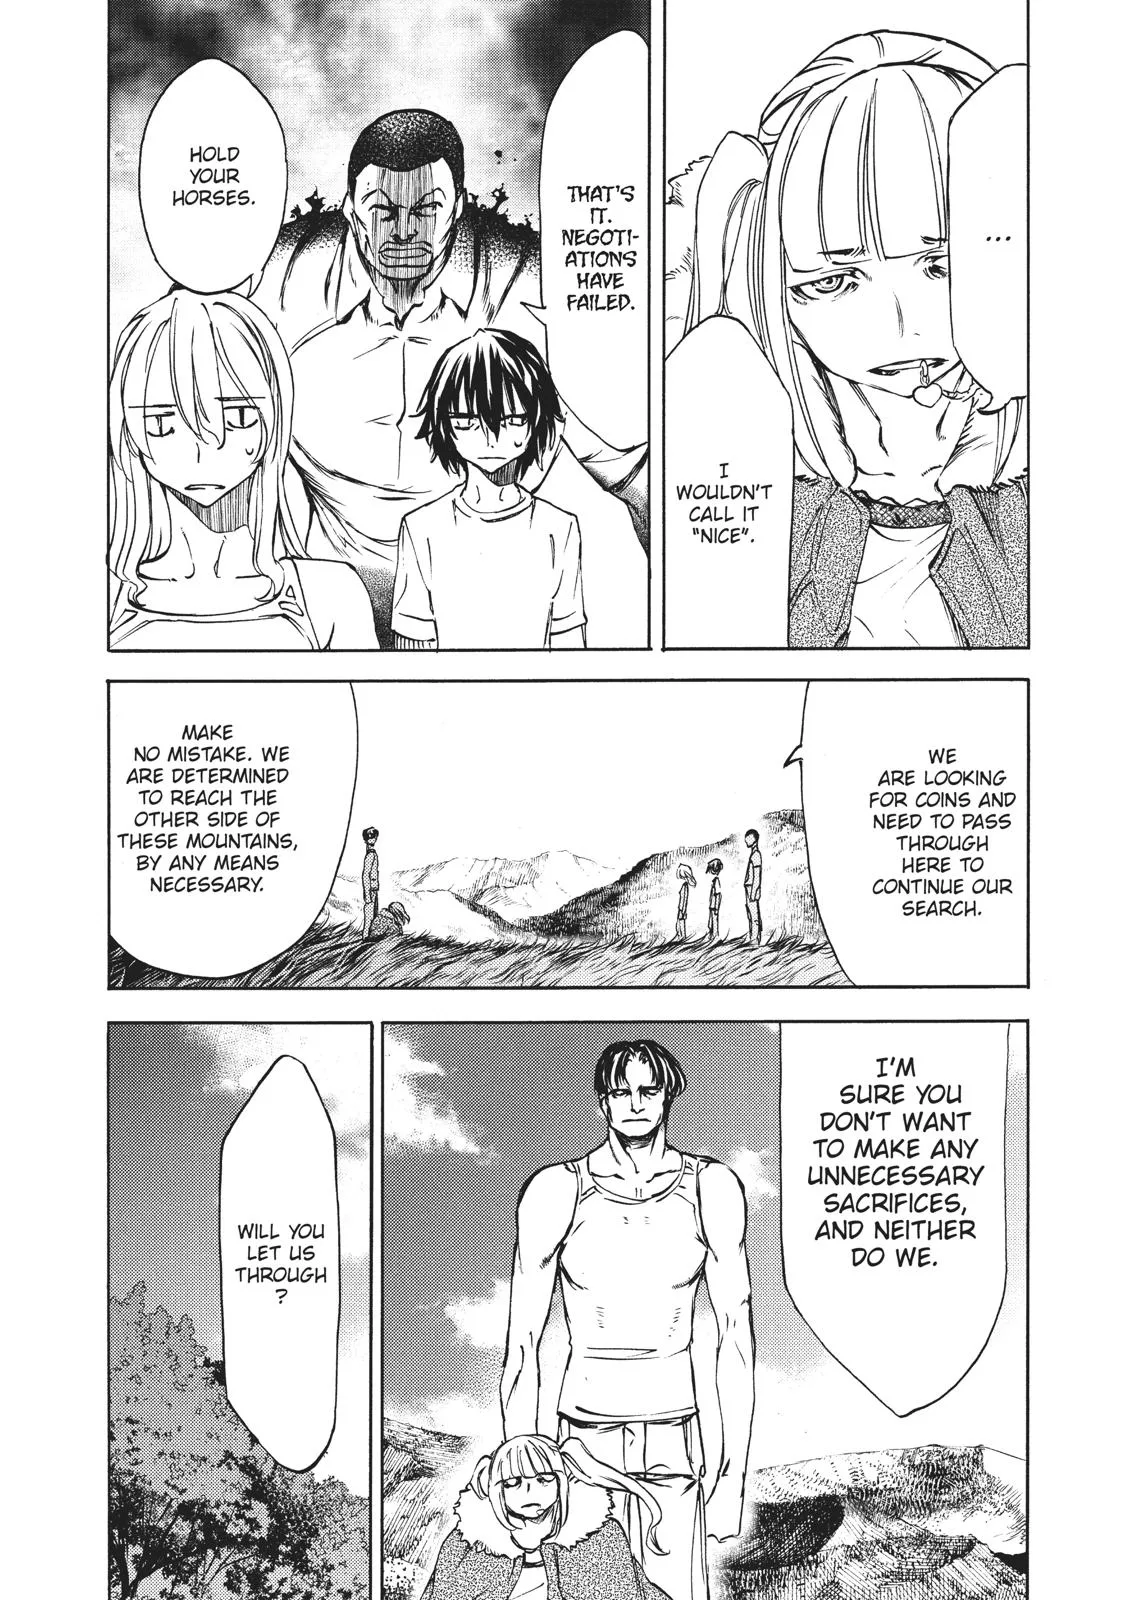 ...
I
WOULDN'T
CALL IT
"NICE".
THAT'S
IT.
NEGOTI-
ATIONS
HAVE
FAILED.
HOLD
YOUR
HORSES.
WE
ARE LOOKING
FOR COINS AND
NEED TO PASS
THROUGH
HERE TO
CONTINUE OUR
SEARCH.
MAKE
NO MISTAKE. WE
ARE DETERMINED
TO REACH THE
OTHER SIDE OF
THESE MOUNTAINS,
BY ANY MEANS
NECESSARY.
I'M
SURE YOU
DON'T WANT
TO MAKE ANY
UNNECESSARY
SACRIFICES,
AND NEITHER
DO WE.
WILL YOU
LET US
THROUGH
?